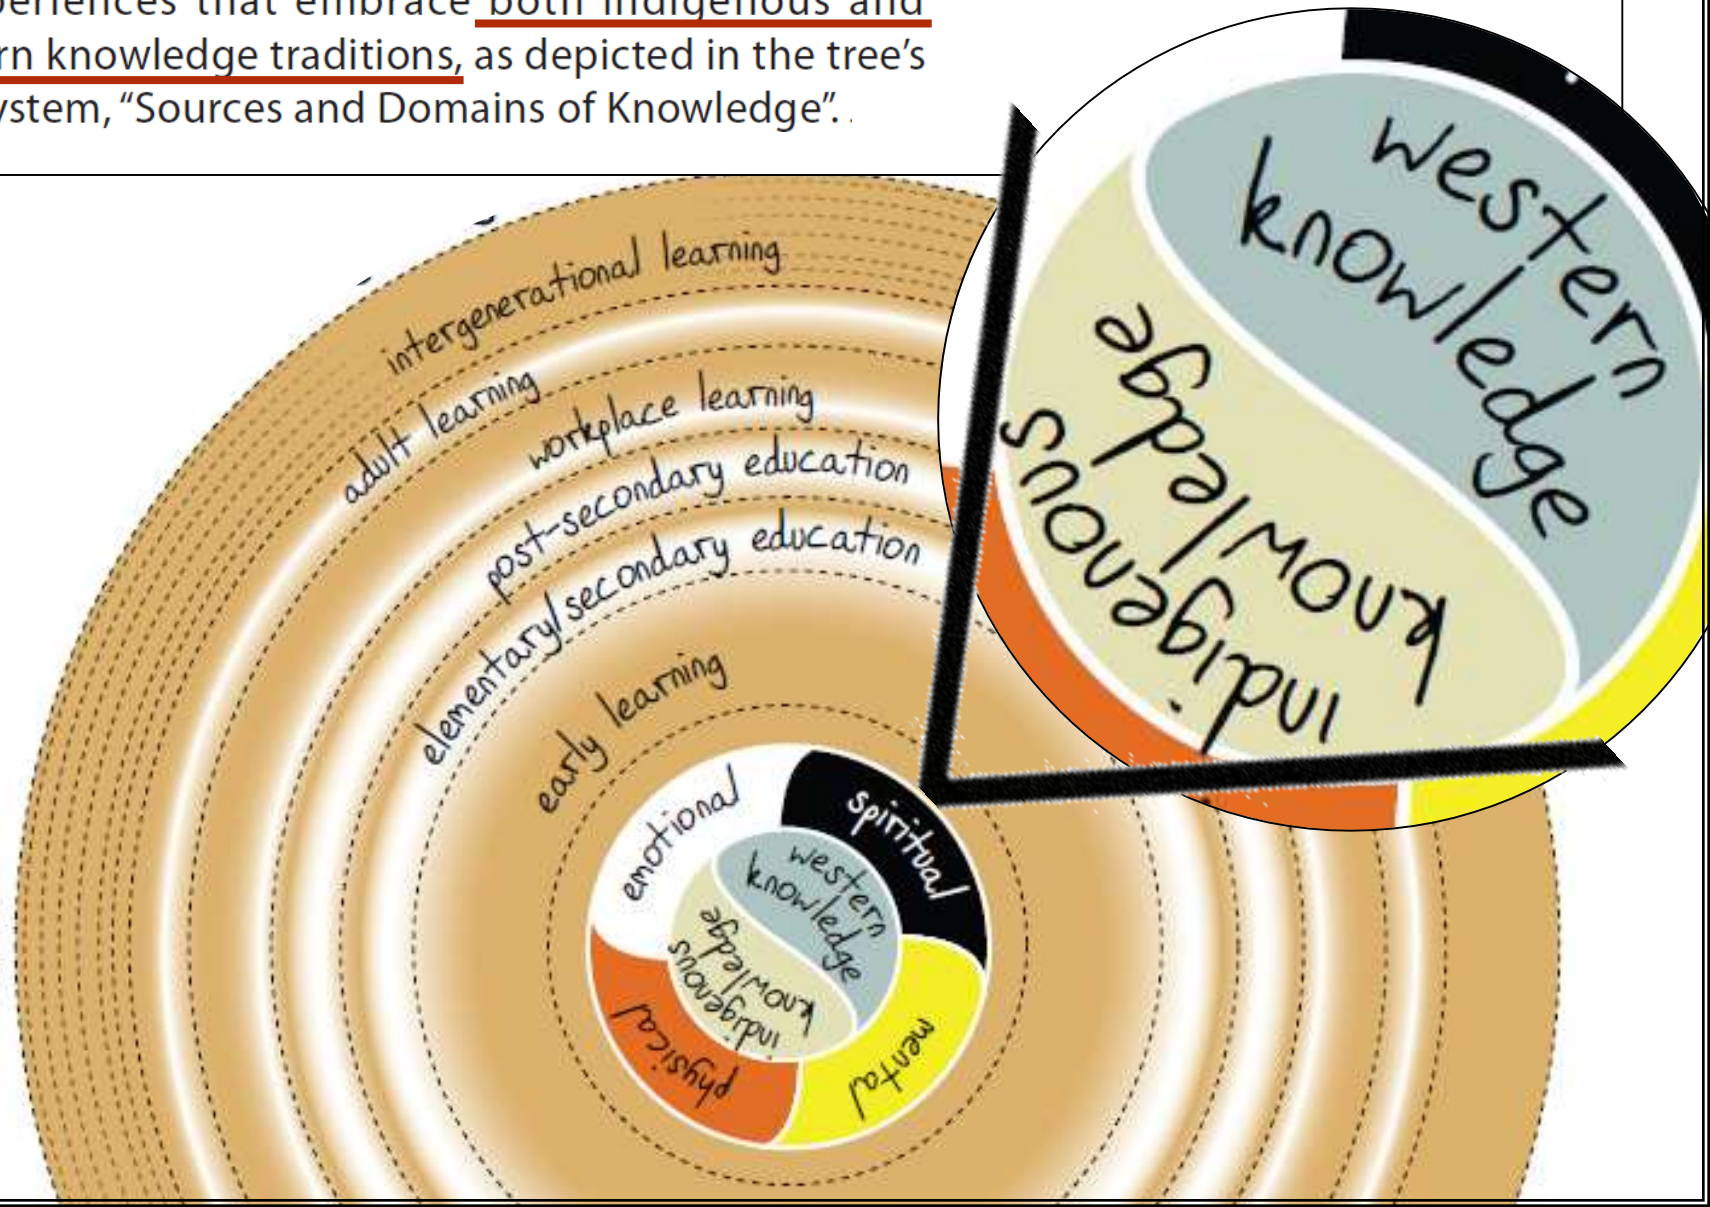 periences that embrace both Indigenous and
rn knowledge traditions, as depicted in the tree's
ystem, “Sources and Domains of Knowledge”. .
intergenerational learning
adult learning
workplace learning
post-secondary education
elementary/secondary education
early learning
emotional
spiritual
western
knowledge
indigenous
knowledge
physical
mental
western
knowledge
indigenous
knowledge